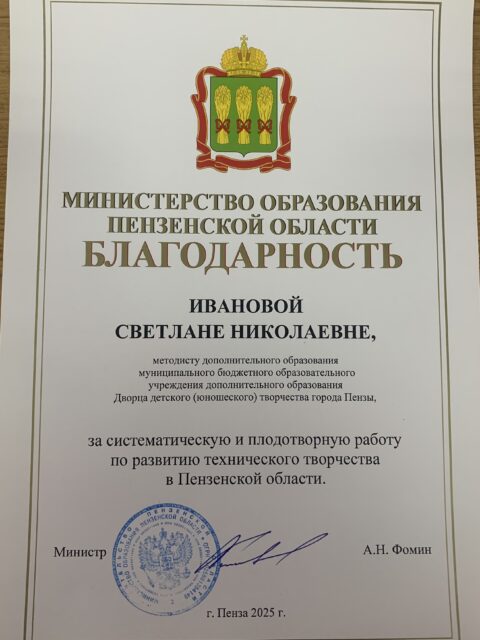 МИНИСТЕРСТВО ОБРАЗОВАНИЯ
ПЕНЗЕНСКОЙ ОБЛАСТИ
БЛАГОДАРНОСТЬ
ИВАНОВОЙ
СВЕТЛАНЕ НИКОЛАЕВНЕ,
методисту дополнительного образования
муниципального бюджетного образовательного
учреждения дополнительного образования
Дворца детского (юношеского) творчества города Пензы,
за систематическую и плодотворную работу
по развитию технического творчества
в Пензенской области.
Министр
А.Н. Фомин
г. Пенза 2025 г.